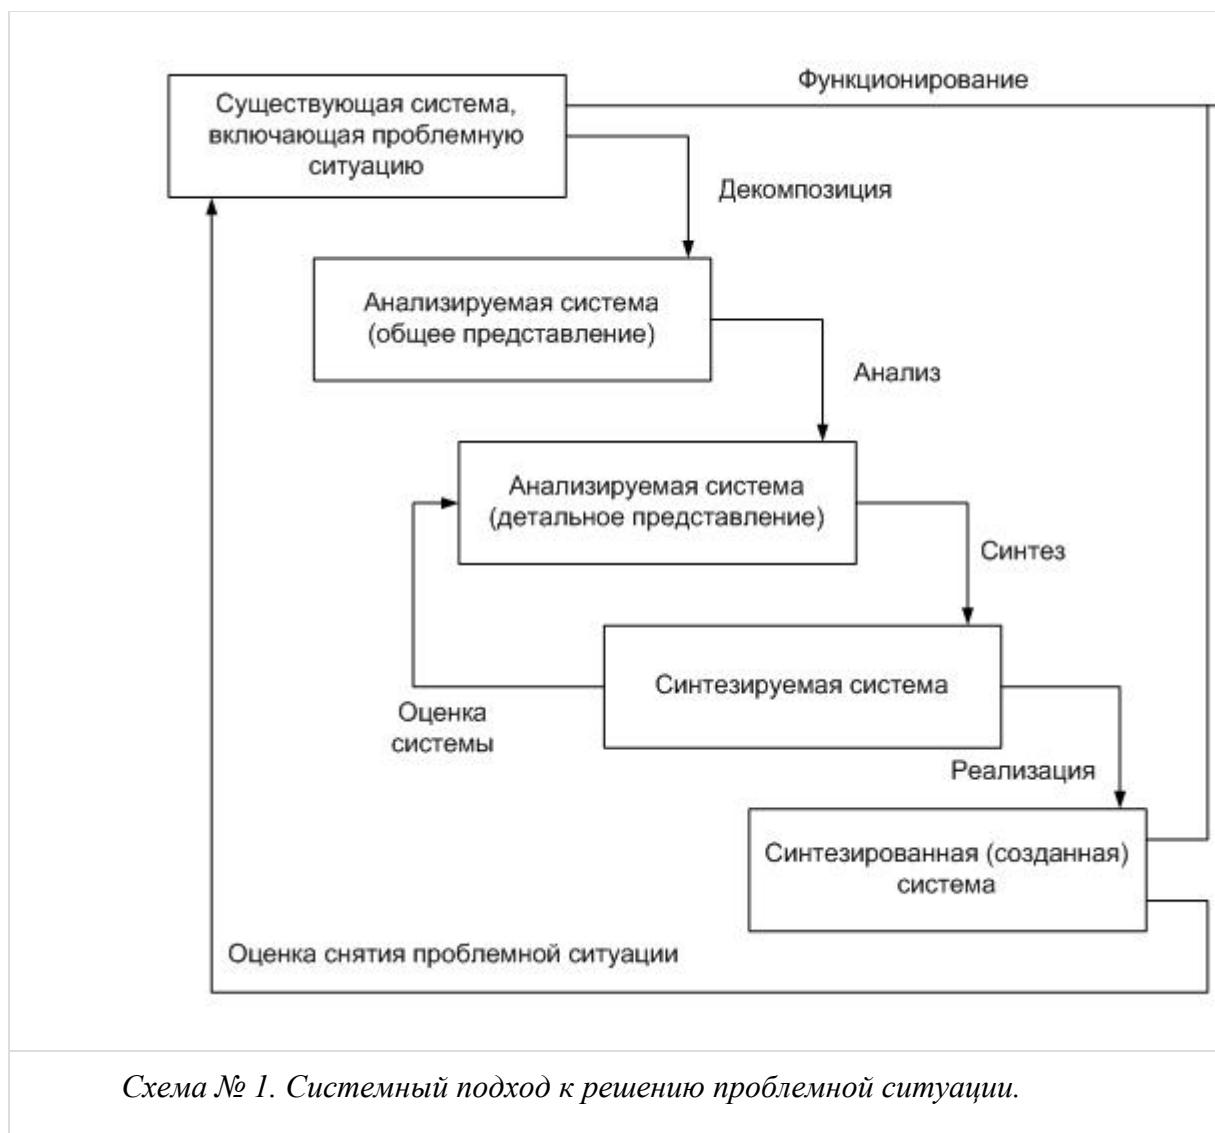 Функционирование
Существующая система,
включающая проблемную
ситуацию
Декомпозиция
Анализируемая система
(общее представление)
Анализ
Анализируемая система
(детальное представление)
Синтез
Синтезируемая система
Оценка
системы
Реализация
Синтезированная (созданная)
система
Оценка снятия проблемной ситуации
Схема № 1. Системный подход к решению проблемной ситуации.